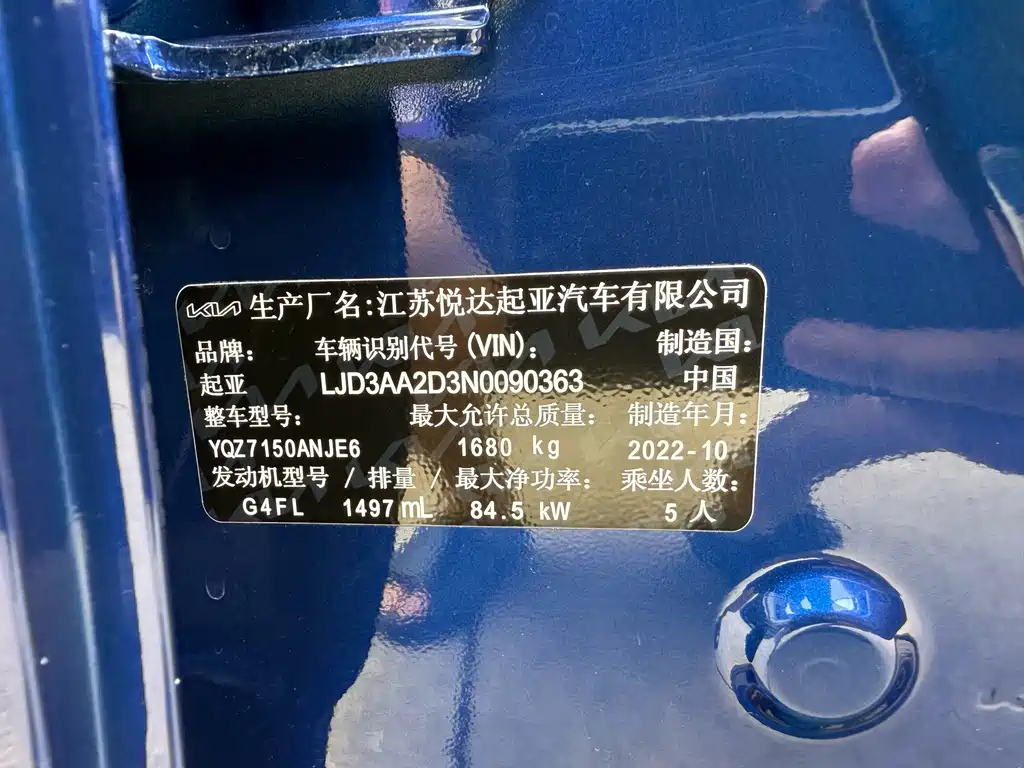 KIA 生产厂名:江苏悦达起亚汽车有限公司
品牌: 车辆识别代号(VIN): 制造国:
起亚 LJD3AA2D3N0090363 中国
整车型号: 最大允许总质量: 制造年月:
YQZ7150ANJE6 1680 kg 2022-10
发动机型号 / 排量 / 最大净功率: 乘坐人数:
G4FL 1497mL 84.5 kW 5 人